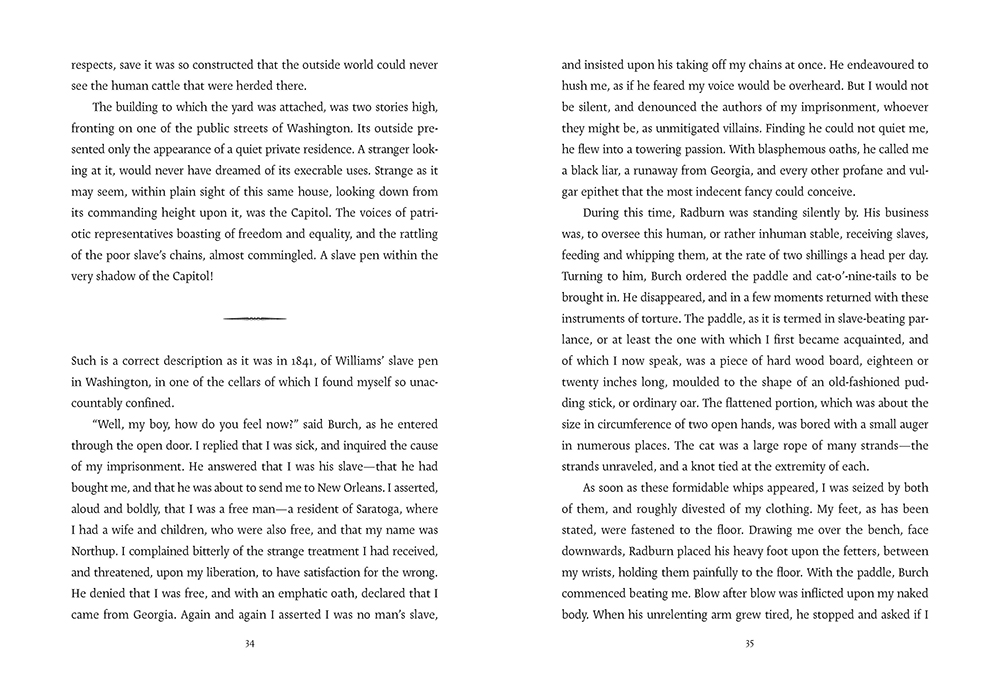 respects, save it was so constructed that the outside world could never
see the human cattle that were herded there.
The building to which the yard was attached, was two stories high,
fronting on one of the public streets of Washington. Its outside pre-
sented only the appearance of a quiet private residence. A stranger look-
ing at it, would never have dreamed of its execrable uses. Strange as it
may seem, within plain sight of this same house, looking down from
its commanding height upon it, was the Capitol. The voices of patri-
otic representatives boasting of freedom and equality, and the rattling
of the poor slave’s chains, almost commingled. A slave pen within the
very shadow of the Capitol!
Such is a correct description as it was in 1841, of Williams’ slave pen
in Washington, in one of the cellars of which I found myself so unac-
countably confined.
“Well, my boy, how do you feel now?” said Burch, as he entered
through the open door. I replied that I was sick, and inquired the cause
of my imprisonment. He answered that I was his slave—that he had
bought me, and that he was about to send me to New Orleans. I asserted,
aloud and boldly, that I was a free man—a resident of Saratoga, where
I had a wife and children, who were also free, and that my name was
Northup. I complained bitterly of the strange treatment I had received,
and threatened, upon my liberation, to have satisfaction for the wrong.
He denied that I was free, and with an emphatic oath, declared that I
came from Georgia. Again and again I asserted I was no man’s slave,
34
and insisted upon his taking off my chains at once. He endeavoured to
hush me, as if he feared my voice would be overheard. But I would not
be silent, and denounced the authors of my imprisonment, whoever
they might be, as unmitigated villains. Finding he could not quiet me,
he flew into a towering passion. With blasphemous oaths, he called me
a black liar, a runaway from Georgia, and every other profane and vul-
gar epithet that the most indecent fancy could conceive.
During this time, Radburn was standing silently by. His business
was, to oversee this human, or rather inhuman stable, receiving slaves,
feeding and whipping them, at the rate of two shillings a head per day.
Turning to him, Burch ordered the paddle and cat-o’-nine-tails to be
brought in. He disappeared, and in a few moments returned with these
instruments of torture. The paddle, as it is termed in slave-beating par-
lance, or at least the one with which I first became acquainted, and
of which I now speak, was a piece of hard wood board, eighteen or
twenty inches long, moulded to the shape of an old-fashioned pud-
ding stick, or ordinary oar. The flattened portion, which was about the
size in circumference of two open hands, was bored with a small auger
in numerous places. The cat was a large rope of many strands—the
strands unraveled, and a knot tied at the extremity of each.
As soon as these formidable whips appeared, I was seized by both
of them, and roughly divested of my clothing. My feet, as has been
stated, were fastened to the floor. Drawing me over the bench, face
downwards, Radburn placed his heavy foot upon the fetters, between
my wrists, holding them painfully to the floor. With the paddle, Burch
commenced beating me. Blow after blow was inflicted upon my naked
body. When his unrelenting arm grew tired, he stopped and asked if I
35